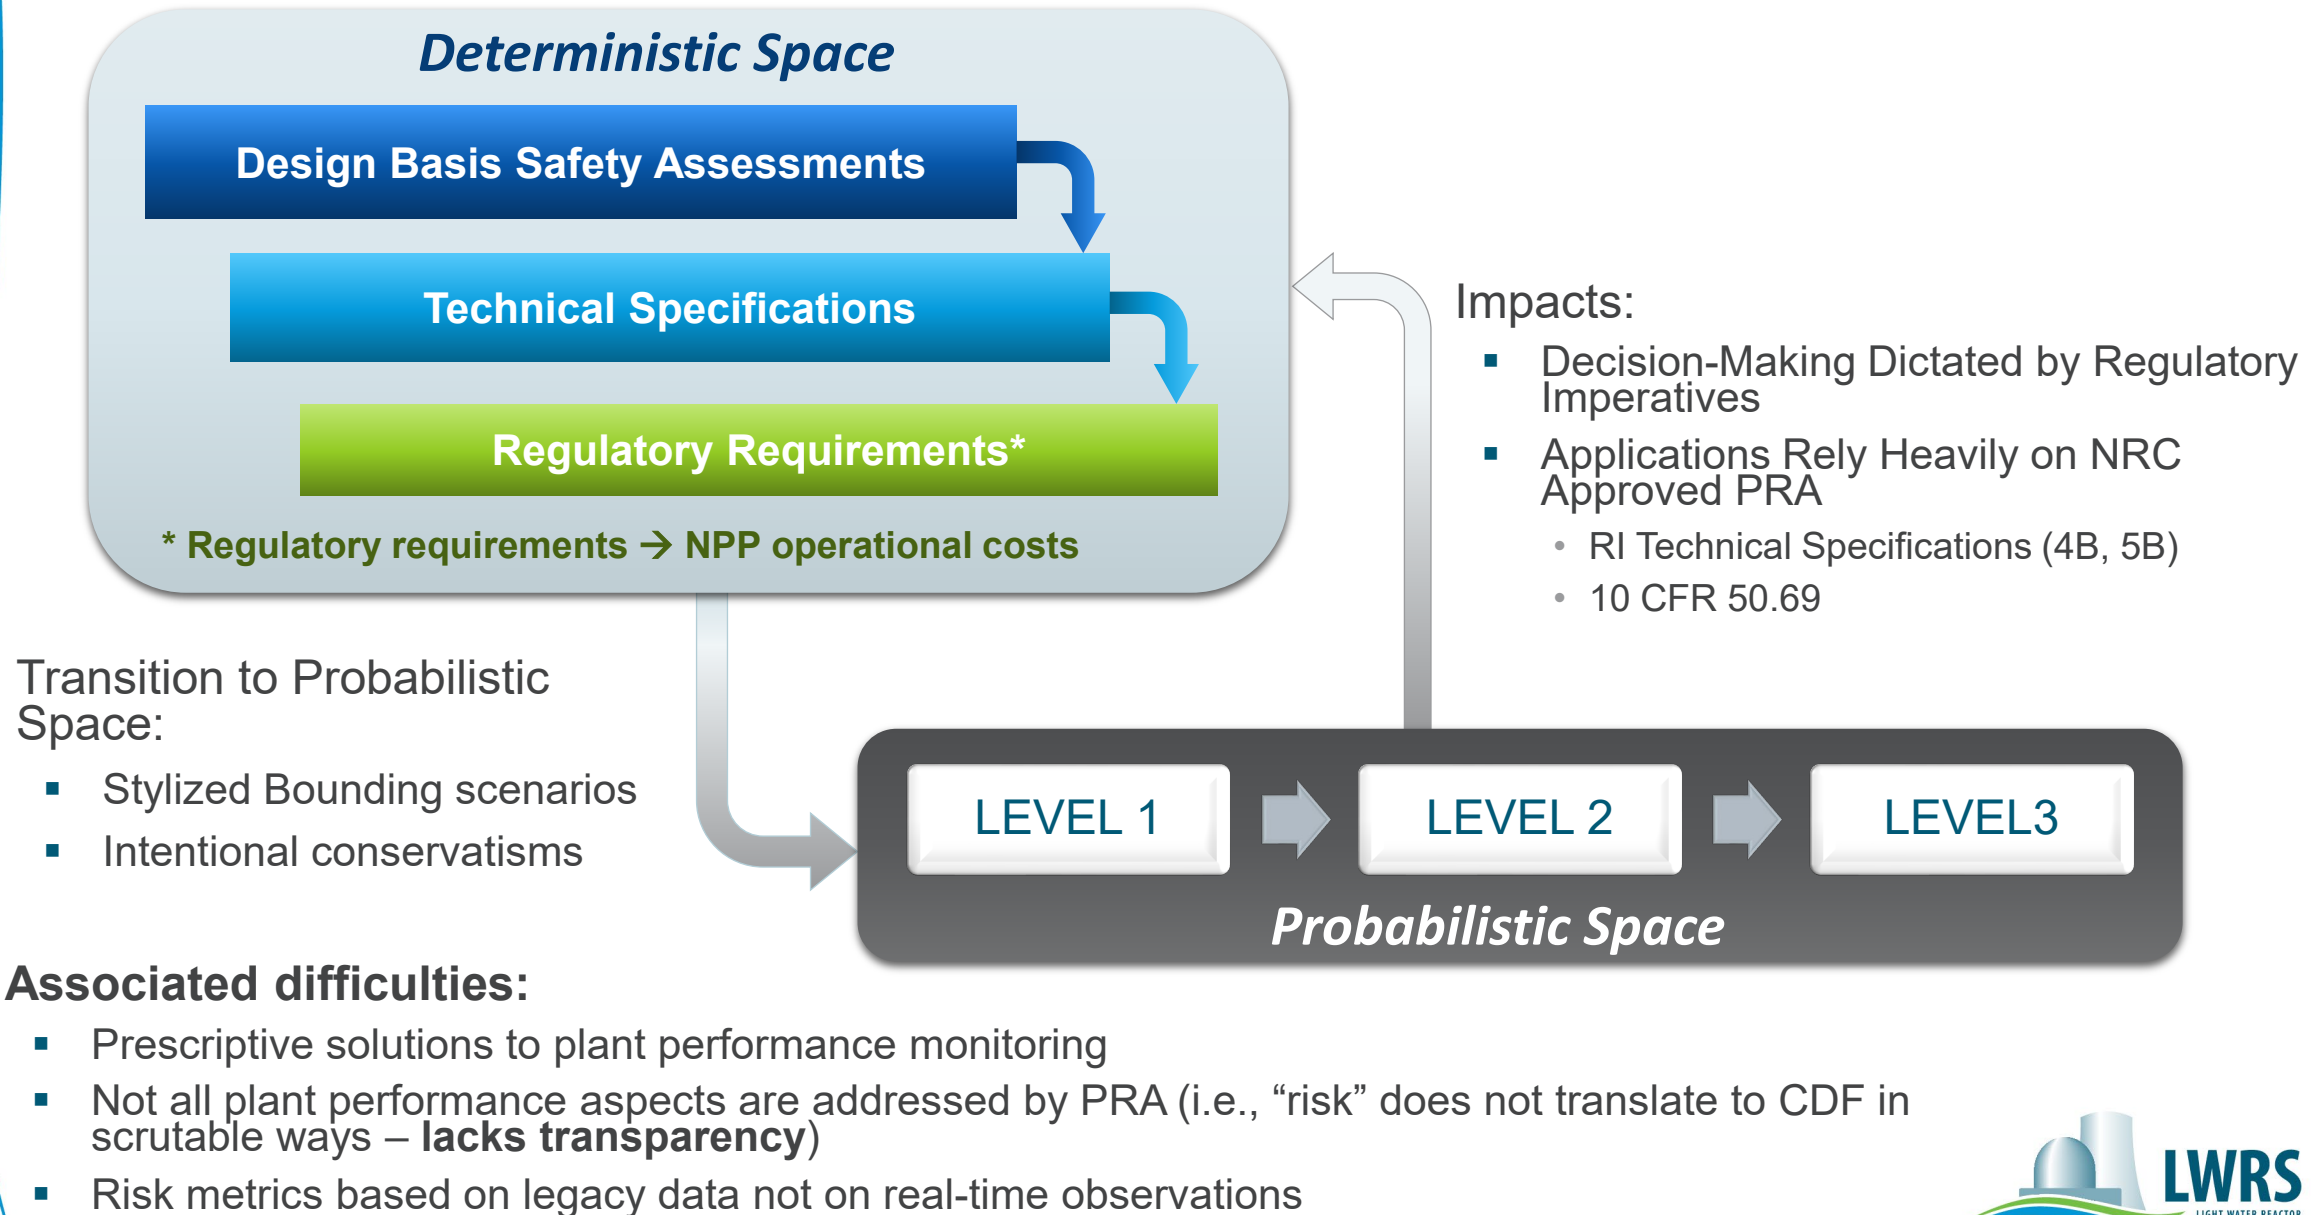 Deterministic Space
Design Basis Safety Assessments
Technical Specifications
Regulatory Requirements*
* Regulatory requirements → NPP operational costs
Impacts:
▪ Decision-Making Dictated by Regulatory
Imperatives
▪ Applications Rely Heavily on NRC
Approved PRA
• RI Technical Specifications (4B, 5B)
• 10 CFR 50.69
Transition to Probabilistic
Space:
▪ Stylized Bounding scenarios
▪ Intentional conservatisms
LEVEL 1
LEVEL 2
LEVEL3
Probabilistic Space
Associated difficulties:
▪ Prescriptive solutions to plant performance monitoring
▪ Not all plant performance aspects are addressed by PRA (i.e., “risk” does not translate to CDF in
scrutable ways – lacks transparency)
▪ Risk metrics based on legacy data not on real-time observations
LWRS
LIGHT WATER REACTOR